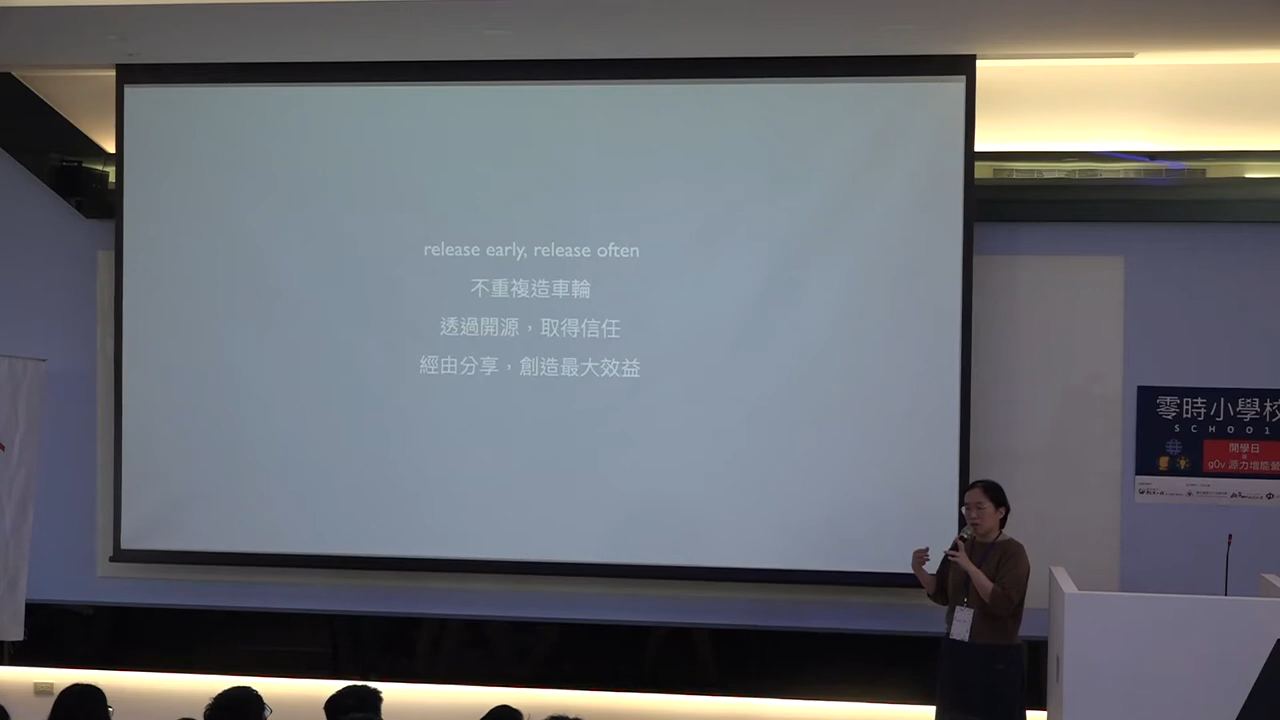 release early, release often
不重複造車輪
透過開源，取得信任
經由分享，創造最大效益
零時小學校
SCHOO1
開學日
g0v 源力增能營